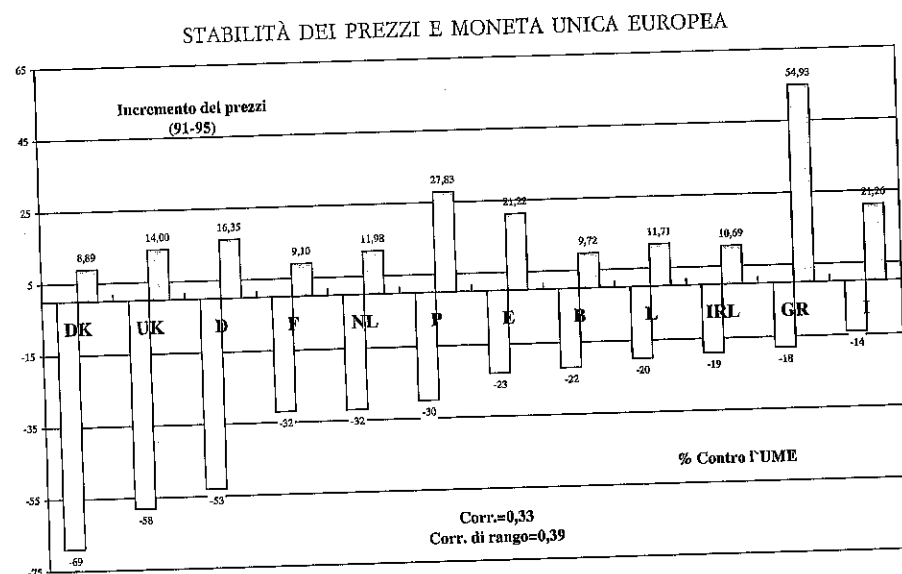 STABILITÀ DEI PREZZI E MONETA UNICA EUROPEA
65
45
25
5
-15
-35
-55
-75
Incremento dei prezzi
(91-95)
8,89
14,00
16,35
9,10
11,98
27,83
21,22
9,72
11,71
10,69
54,93
21,26
DK
UK
D
F
NL
P
E
B
L
IRL
GR
I
-69
-58
-53
-32
-32
-30
-23
-22
-20
-19
-18
-14
% Contro l'UME
Corr.=0,33
Corr. di rango=0,39